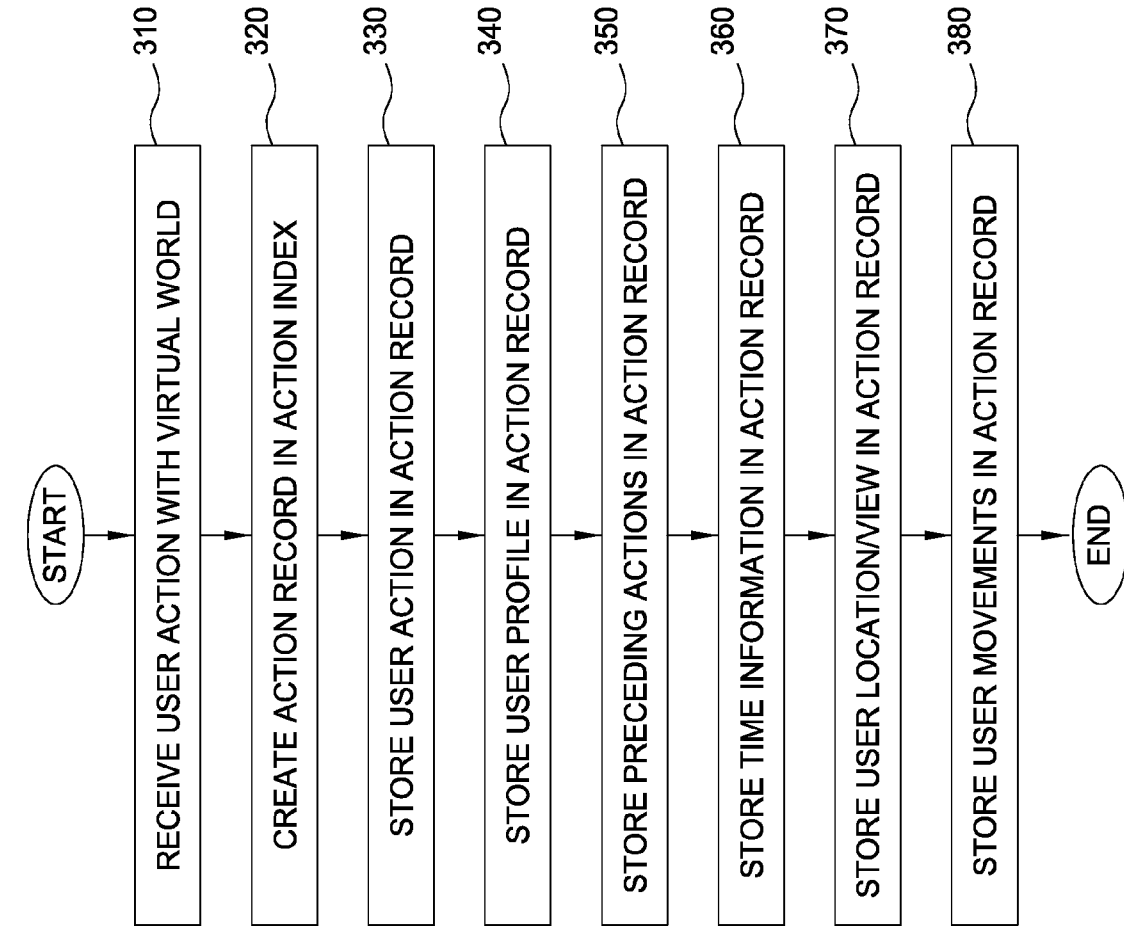 START
RECEIVE USER ACTION WITH VIRTUAL WORLD
310
CREATE ACTION RECORD IN ACTION INDEX
320
STORE USER ACTION IN ACTION RECORD
330
STORE USER PROFILE IN ACTION RECORD
340
STORE PRECEDING ACTIONS IN ACTION RECORD
350
STORE TIME INFORMATION IN ACTION RECORD
360
STORE USER LOCATION/VIEW IN ACTION RECORD
370
STORE USER MOVEMENTS IN ACTION RECORD
380
END